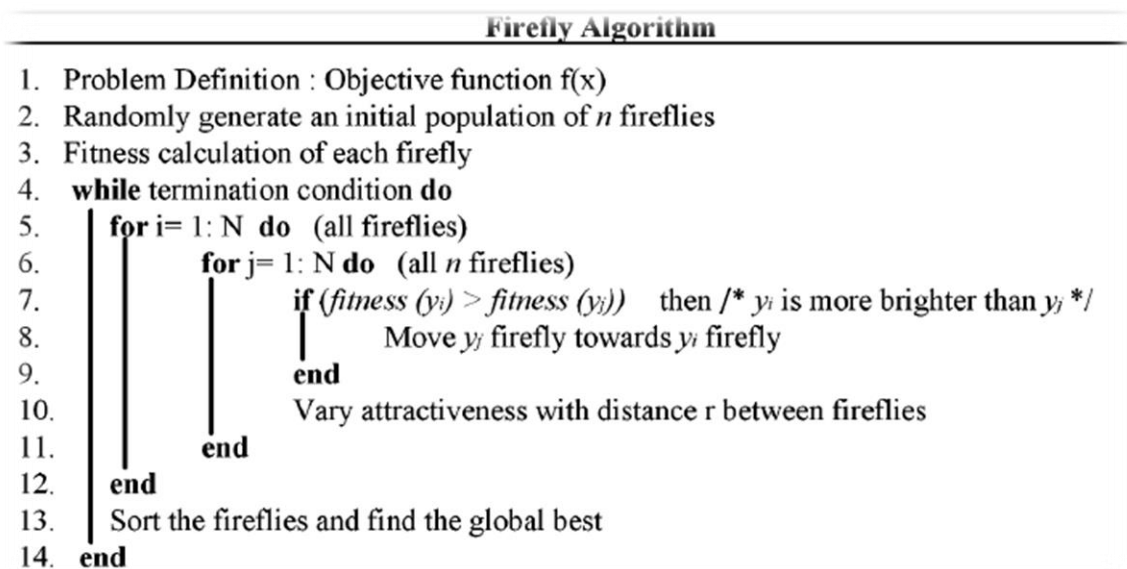 Firefly Algorithm
1. Problem Definition : Objective function f(x)
2. Randomly generate an initial population of n fireflies
3. Fitness calculation of each firefly
4. while termination condition do
5. for i= 1: N do (all fireflies)
6. for j= 1: N do (all n fireflies)
7. if (fitness (yi) > fitness (yj)) then /* yi is more brighter than yj */
8. Move yj firefly towards yi firefly
9. end
10. Vary attractiveness with distance r between fireflies
11. end
12. end
13. Sort the fireflies and find the global best
14. end